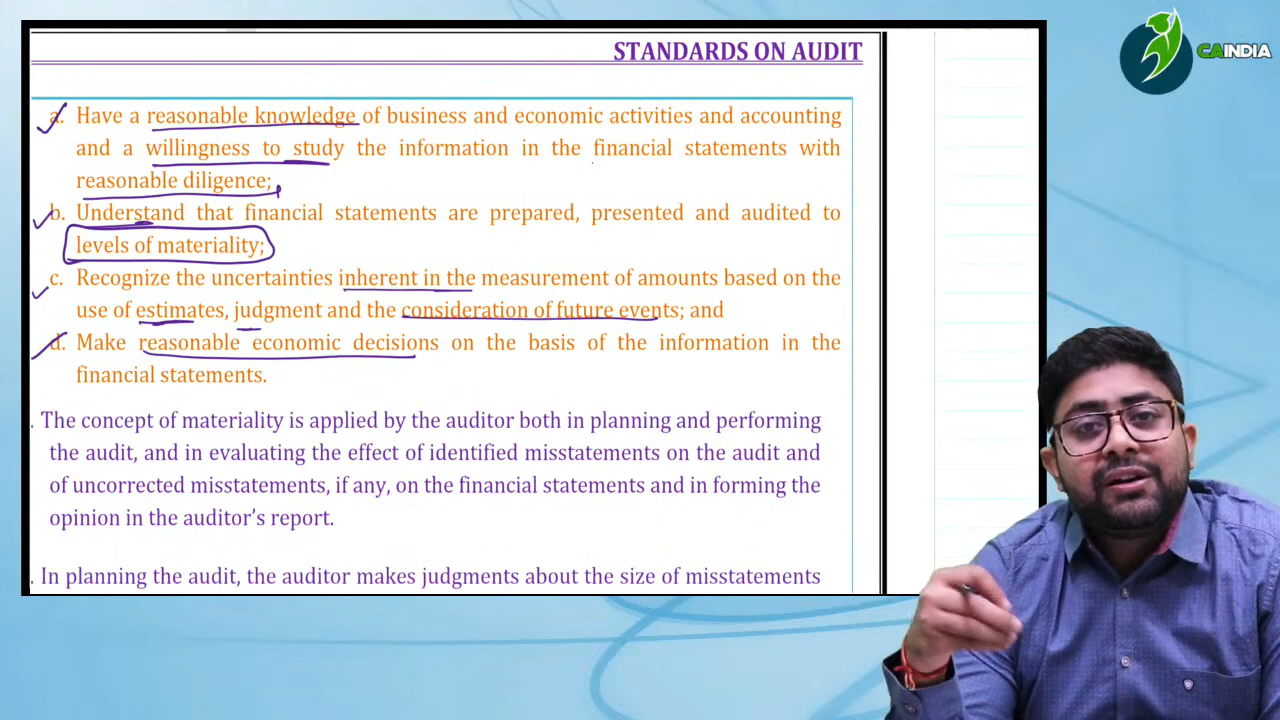 STANDARDS ON AUDIT
CAINDIA
a. Have a reasonable knowledge of business and economic activities and accounting
and a willingness to study the information in the financial statements with
reasonable diligence;
b. Understand that financial statements are prepared, presented and audited to
levels of materiality;
c. Recognize the uncertainties inherent in the measurement of amounts based on the
use of estimates, judgment and the consideration of future events; and
d. Make reasonable economic decisions on the basis of the information in the
financial statements.
. The concept of materiality is applied by the auditor both in planning and performing
the audit, and in evaluating the effect of identified misstatements on the audit and
of uncorrected misstatements, if any, on the financial statements and in forming the
opinion in the auditor's report.
. In planning the audit, the auditor makes judgments about the size of misstatements